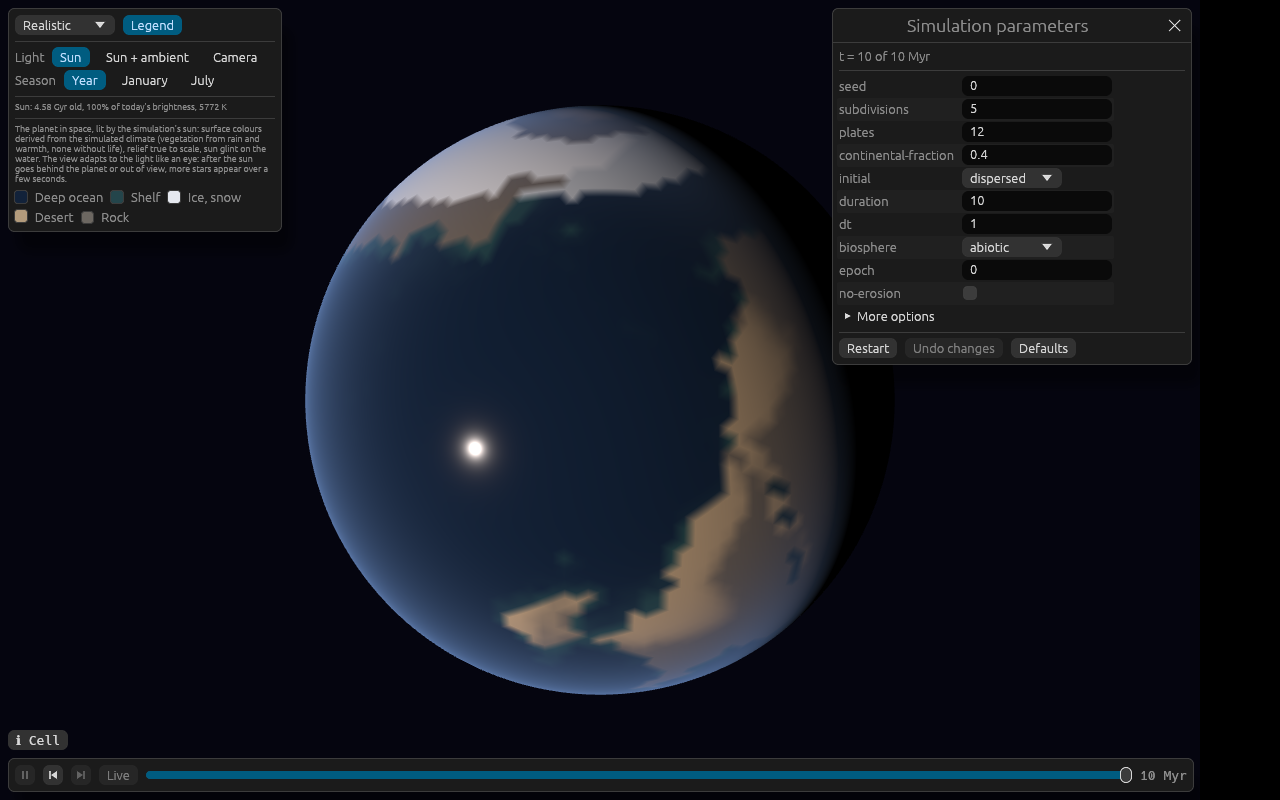 Realistic Legend
Light Sun Sun + ambient Camera
Season Year January July
Sun: 4.58 Gyr old, 100% of today's brightness, 5772 K
The planet in space, lit by the simulation's sun: surface colours
derived from the simulated climate (vegetation from rain and
warmth, none without life), relief true to scale, sun glint on the
water. The view adapts to the light like an eye: after the sun
goes behind the planet or out of view, more stars appear over a
few seconds.
Deep ocean Shelf Ice, snow
Desert Rock
Simulation parameters
t = 10 of 10 Myr
seed 0
subdivisions 5
plates 12
continental-fraction 0.4
initial dispersed
duration 10
dt 1
biosphere abiotic
epoch 0
no-erosion
More options
Restart Undo changes Defaults
ℹ Cell
Live 10 Myr